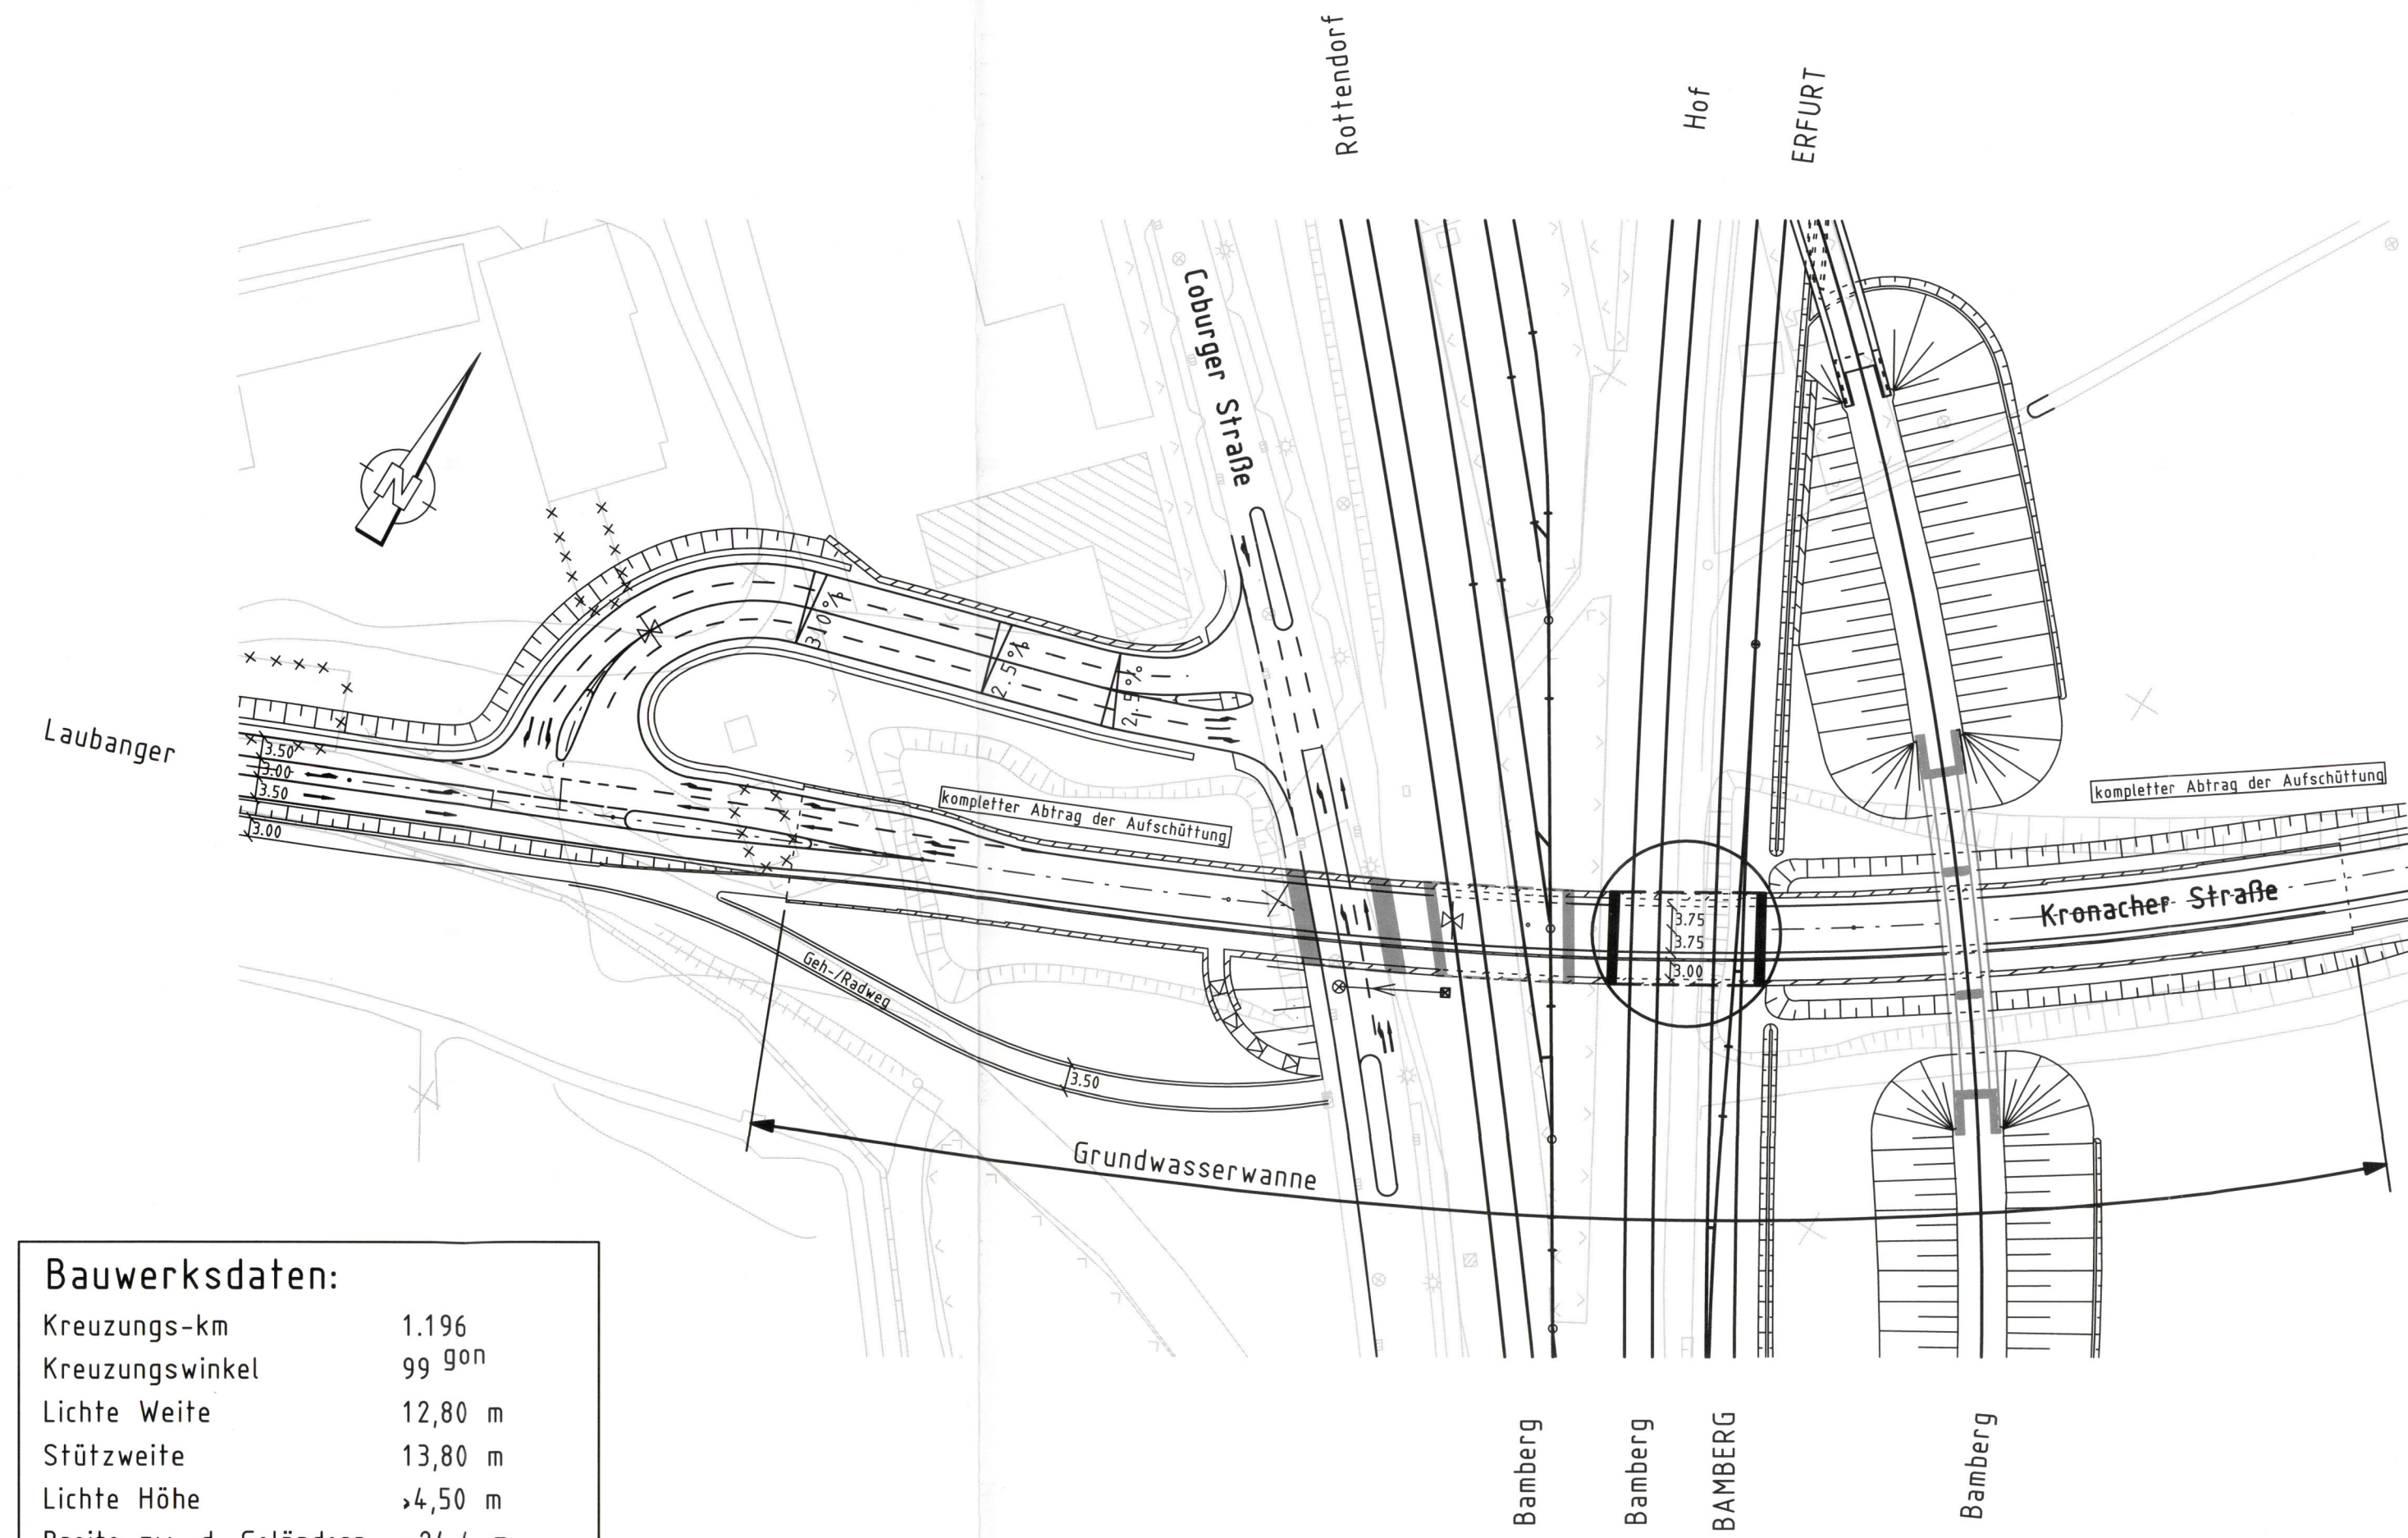 Rottendorf
Hof
ERFURT
Coburger Straße
N
3.10%
2.5%
2.5%
Laubanger
3.50
3.00
3.50
3.00
kompletter Abtrag der Aufschüttung
kompletter Abtrag der Aufschüttung
Kronacher Straße
3.75
3.75
3.00
Geh-/Radweg
3.50
Grundwasserwanne
Bauwerksdaten:
Kreuzungs-km 1.196
Kreuzungswinkel 99 gon
Lichte Weite 12,80 m
Stützweite 13,80 m
Lichte Höhe >4,50 m
Bamberg
Bamberg
BAMBERG
Bamberg